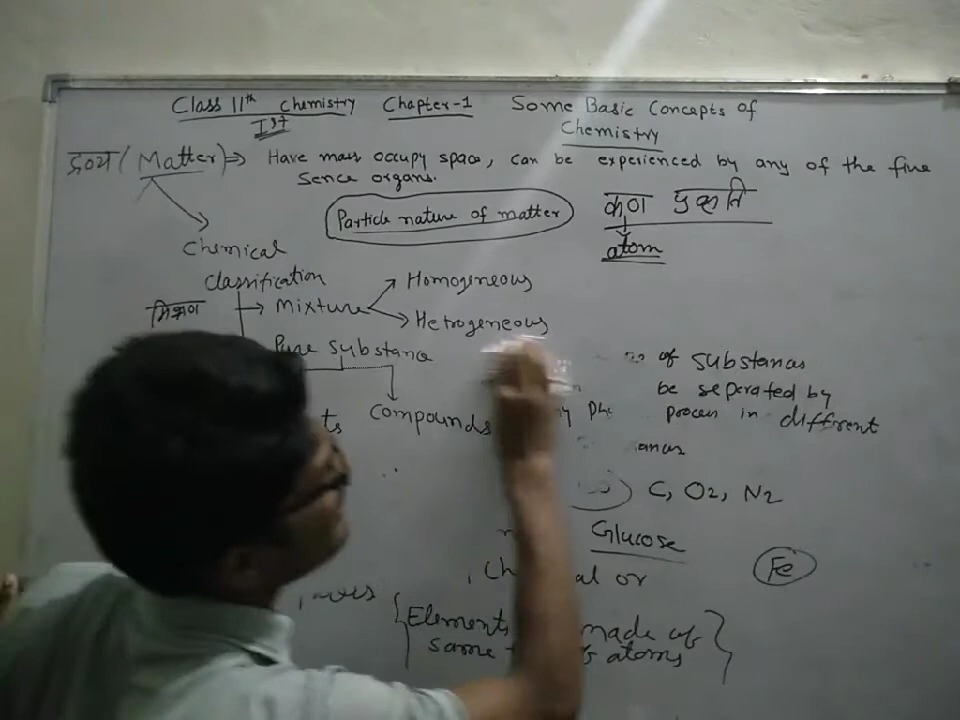 Class 11th Chemistry Chapter-1 Some Basic Concepts of
Ist Chemistry
द्रव्य (Matter) ⇒ Have mass occupy space, can be experienced by any of the five
Sence organs.
Particle nature of matter कण प्रकृति
atom
Chemical
classification
मिश्रण → Mixture → Homogeneous
→ Hetrogeneous
Pure substance
of substances
be seperated by
ts Compounds process in different
C, O2, N2
Glucose
Fe
al or
{ Elements made of
same atoms }